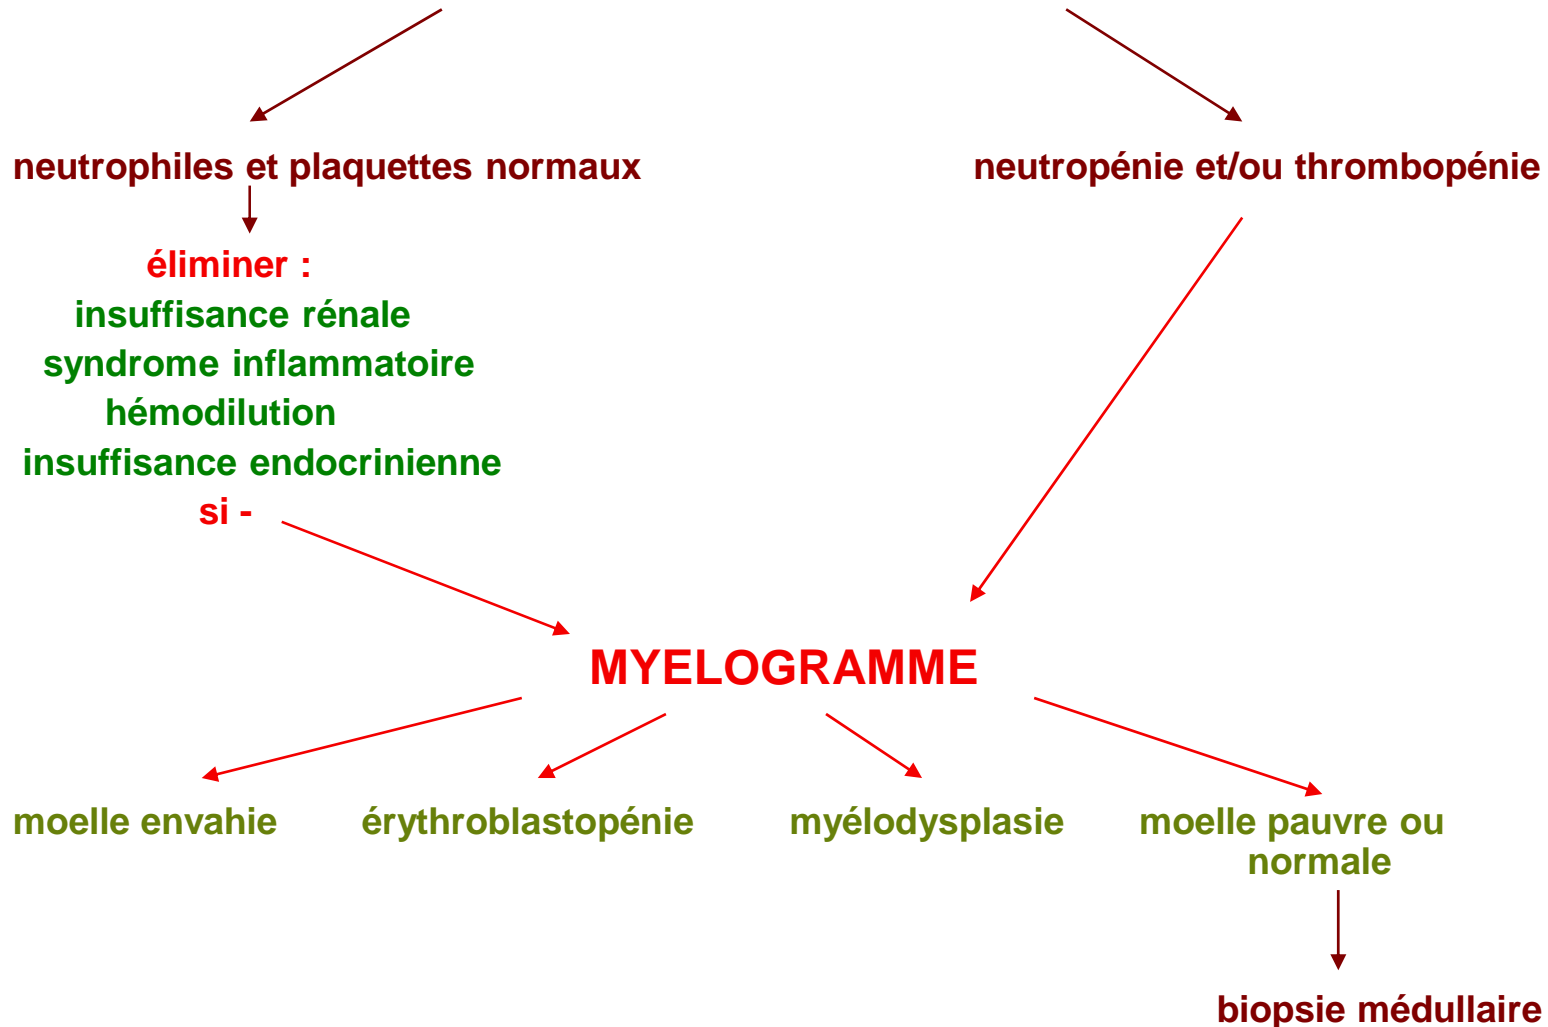 neutrophiles et plaquettes normaux
neutropénie et/ou thrombopénie
éliminer :
insuffisance rénale
syndrome inflammatoire
hémodilution
insuffisance endocrinienne
si -
MYELOGRAMME
moelle envahie
érythroblastopénie
myélodysplasie
moelle pauvre ou
normale
biopsie médullaire